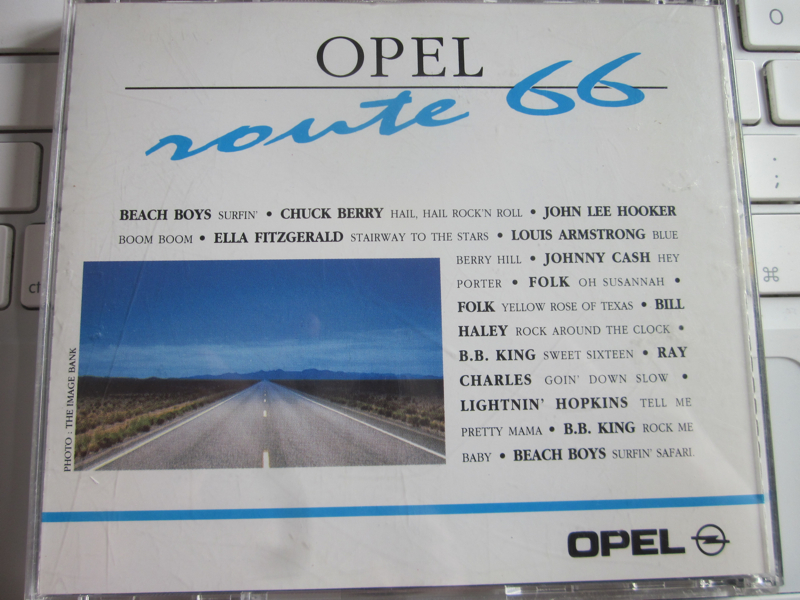 OPEL
route 66
BEACH BOYS SURFIN' • CHUCK BERRY HAIL, HAIL ROCK'N ROLL • JOHN LEE HOOKER
BOOM BOOM • ELLA FITZGERALD STAIRWAY TO THE STARS • LOUIS ARMSTRONG BLUE
BERRY HILL • JOHNNY CASH HEY
PORTER • FOLK OH SUSANNAH •
FOLK YELLOW ROSE OF TEXAS • BILL
HALEY ROCK AROUND THE CLOCK •
B.B. KING SWEET SIXTEEN • RAY
CHARLES GOIN' DOWN SLOW •
LIGHTNIN' HOPKINS TELL ME
PRETTY MAMA • B.B. KING ROCK ME
BABY • BEACH BOYS SURFIN' SAFARI.
PHOTO : THE IMAGE BANK
OPEL
O
;
:
⌘